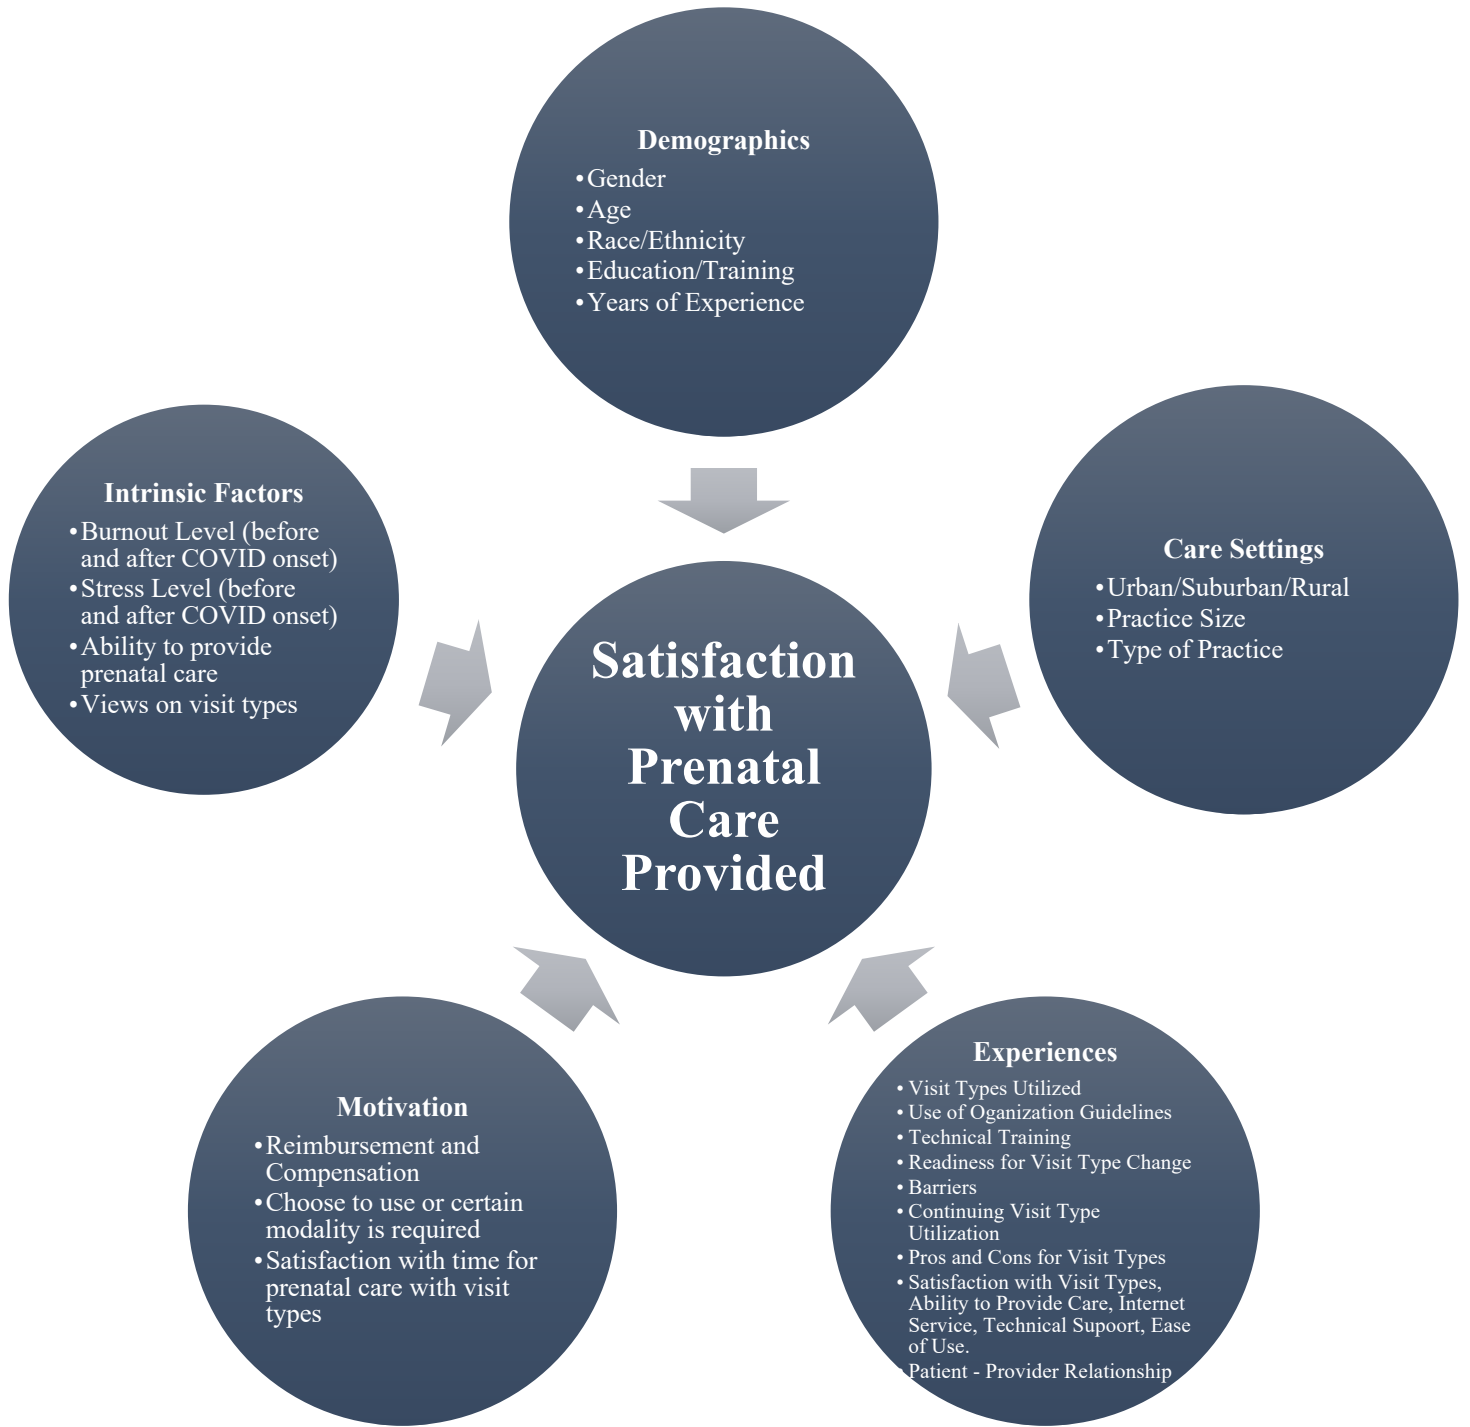 Demographics
•Gender
•Age
•Race/Ethnicity
•Education/Training
•Years of Experience
Intrinsic Factors
•Burnout Level (before
and after COVID onset)
•Stress Level (before
and after COVID onset)
•Ability to provide
prenatal care
•Views on visit types
Care Settings
•Urban/Suburban/Rural
•Practice Size
•Type of Practice
Satisfaction
with
Prenatal
Care
Provided
Motivation
•Reimbursement and
Compensation
•Choose to use or certain
modality is required
•Satisfaction with time for
prenatal care with visit
types
Experiences
•Visit Types Utilized
•Use of Oganization Guidelines
•Technical Training
•Readiness for Visit Type Change
•Barriers
•Continuing Visit Type
Utilization
•Pros and Cons for Visit Types
•Satisfaction with Visit Types,
Ability to Provide Care, Internet
Service, Technical Supoort, Ease
of Use.
•Patient - Provider Relationship